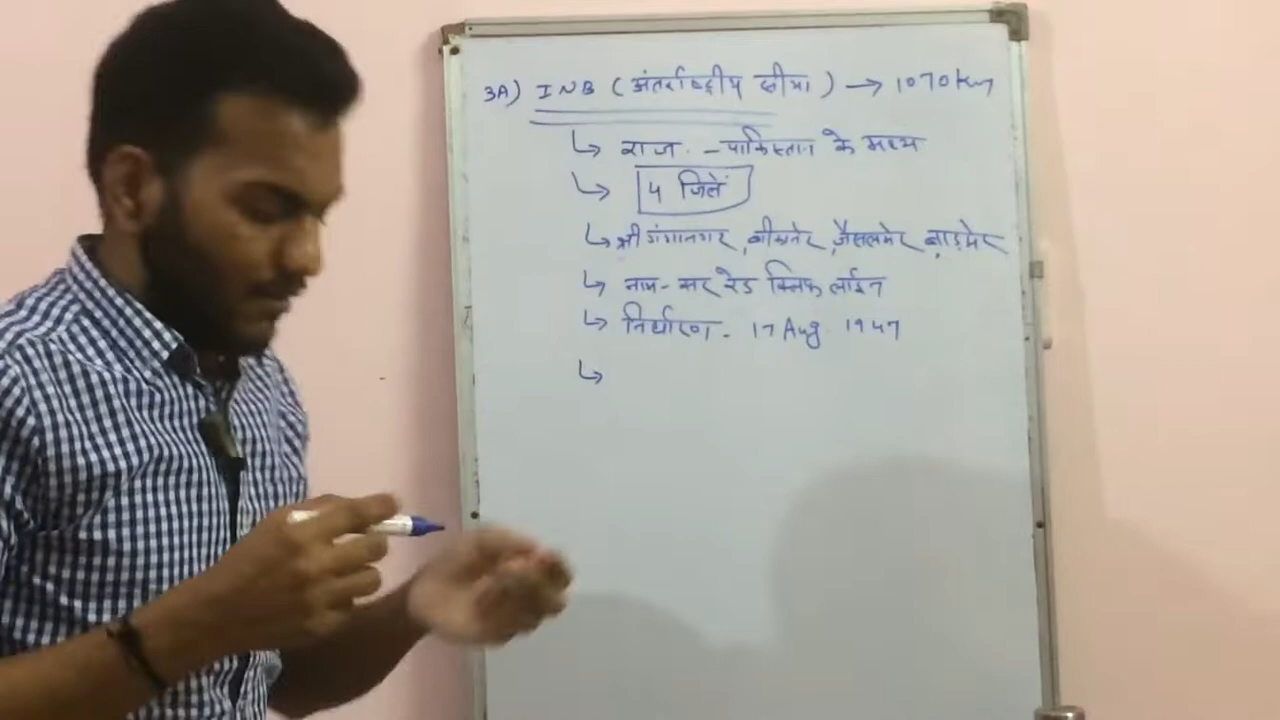 3A) INB (अंतर्राष्ट्रीय सीमा) → 1070 km
↳ राज. - पाकिस्तान के मध्य
↳ 4 जिलें
↳ श्री गंगानगर, बीकानेर, जैसलमेर, बाड़मेर
↳ नाम - सर रेड क्लिफ लाईन
↳ निर्धारण - 17 Aug. 1947
↳